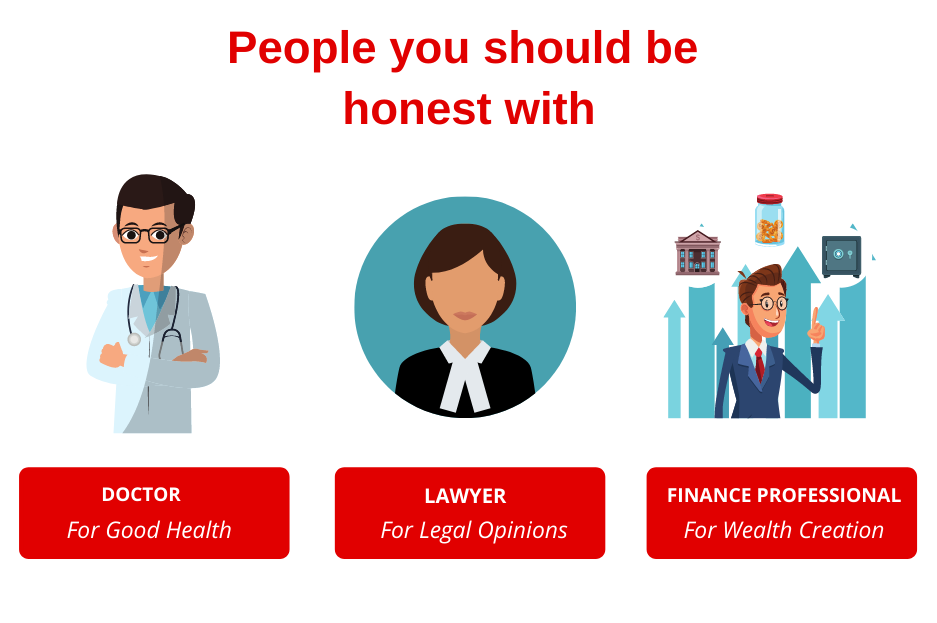 People you should be
honest with
DOCTOR
For Good Health
LAWYER
For Legal Opinions
FINANCE PROFESSIONAL
For Wealth Creation